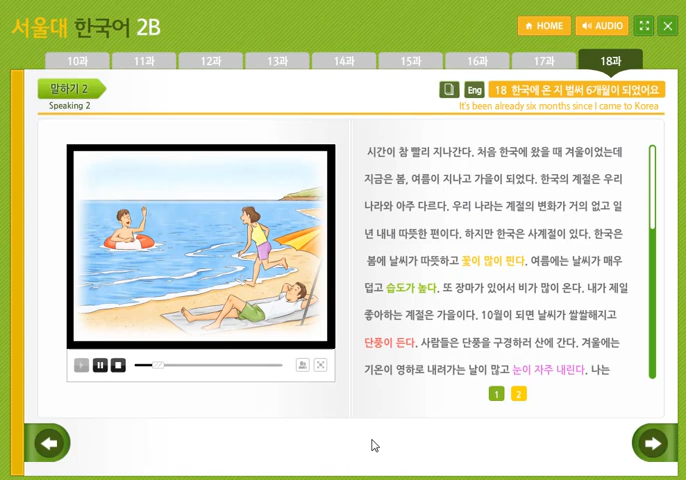 서울대 한국어 2B
HOME
AUDIO
10과
11과
12과
13과
14과
15과
16과
17과
18과
말하기 2
Speaking 2
Eng
18 한국에 온 지 벌써 6개월이 되었어요
It's been already six months since I came to Korea
시간이 참 빨리 지나간다. 처음 한국에 왔을 때 겨울이었는데
지금은 봄, 여름이 지나고 가을이 되었다. 한국의 계절은 우리
나라와 아주 다르다. 우리 나라는 계절의 변화가 거의 없고 일
년 내내 따뜻한 편이다. 하지만 한국은 사계절이 있다. 한국은
봄에 날씨가 따뜻하고 꽃이 많이 핀다. 여름에는 날씨가 매우
덥고 습도가 높다. 또 장마가 있어서 비가 많이 온다. 내가 제일
좋아하는 계절은 가을이다. 10월이 되면 날씨가 쌀쌀해지고
단풍이 든다. 사람들은 단풍을 구경하러 산에 간다. 겨울에는
기온이 영하로 내려가는 날이 많고 눈이 자주 내린다. 나는
1
2